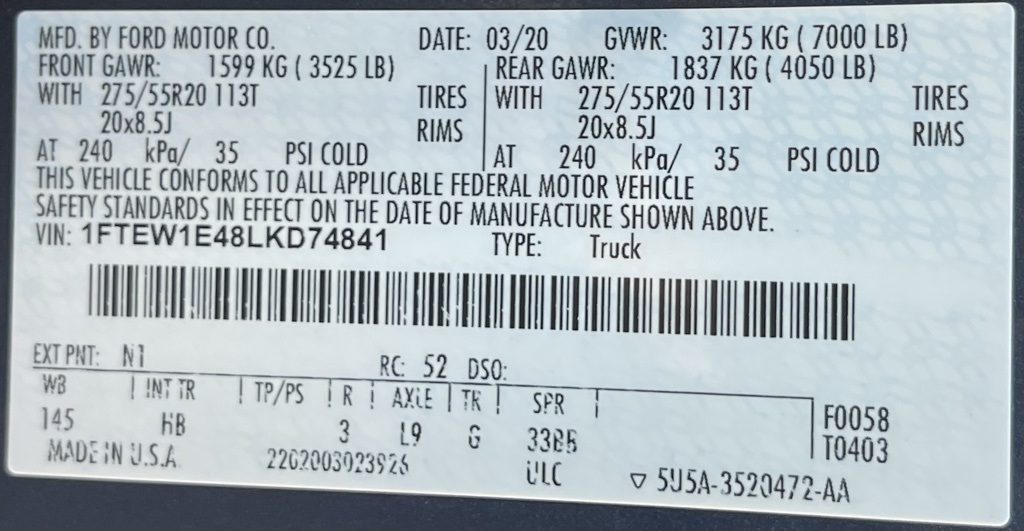 MFD. BY FORD MOTOR CO. DATE: 03/20 GVWR: 3175 KG ( 7000 LB)
FRONT GAWR: 1599 KG ( 3525 LB) REAR GAWR: 1837 KG ( 4050 LB)
WITH 275/55R20 113T TIRES WITH 275/55R20 113T TIRES
20x8.5J RIMS 20x8.5J RIMS
AT 240 kPa/ 35 PSI COLD AT 240 kPa/ 35 PSI COLD
THIS VEHICLE CONFORMS TO ALL APPLICABLE FEDERAL MOTOR VEHICLE
SAFETY STANDARDS IN EFFECT ON THE DATE OF MANUFACTURE SHOWN ABOVE.
VIN: 1FTEW1E48LKD74841 TYPE: Truck
EXT PNT: N1 RC: 52 DSO:
WB INT TR TP/PS R AXLE TR SPR F0058
145 HB 3 L9 G 33BB T0403
MADE IN U.S.A. 2202003023926 ULC ▽ 5U5A-3520472-AA